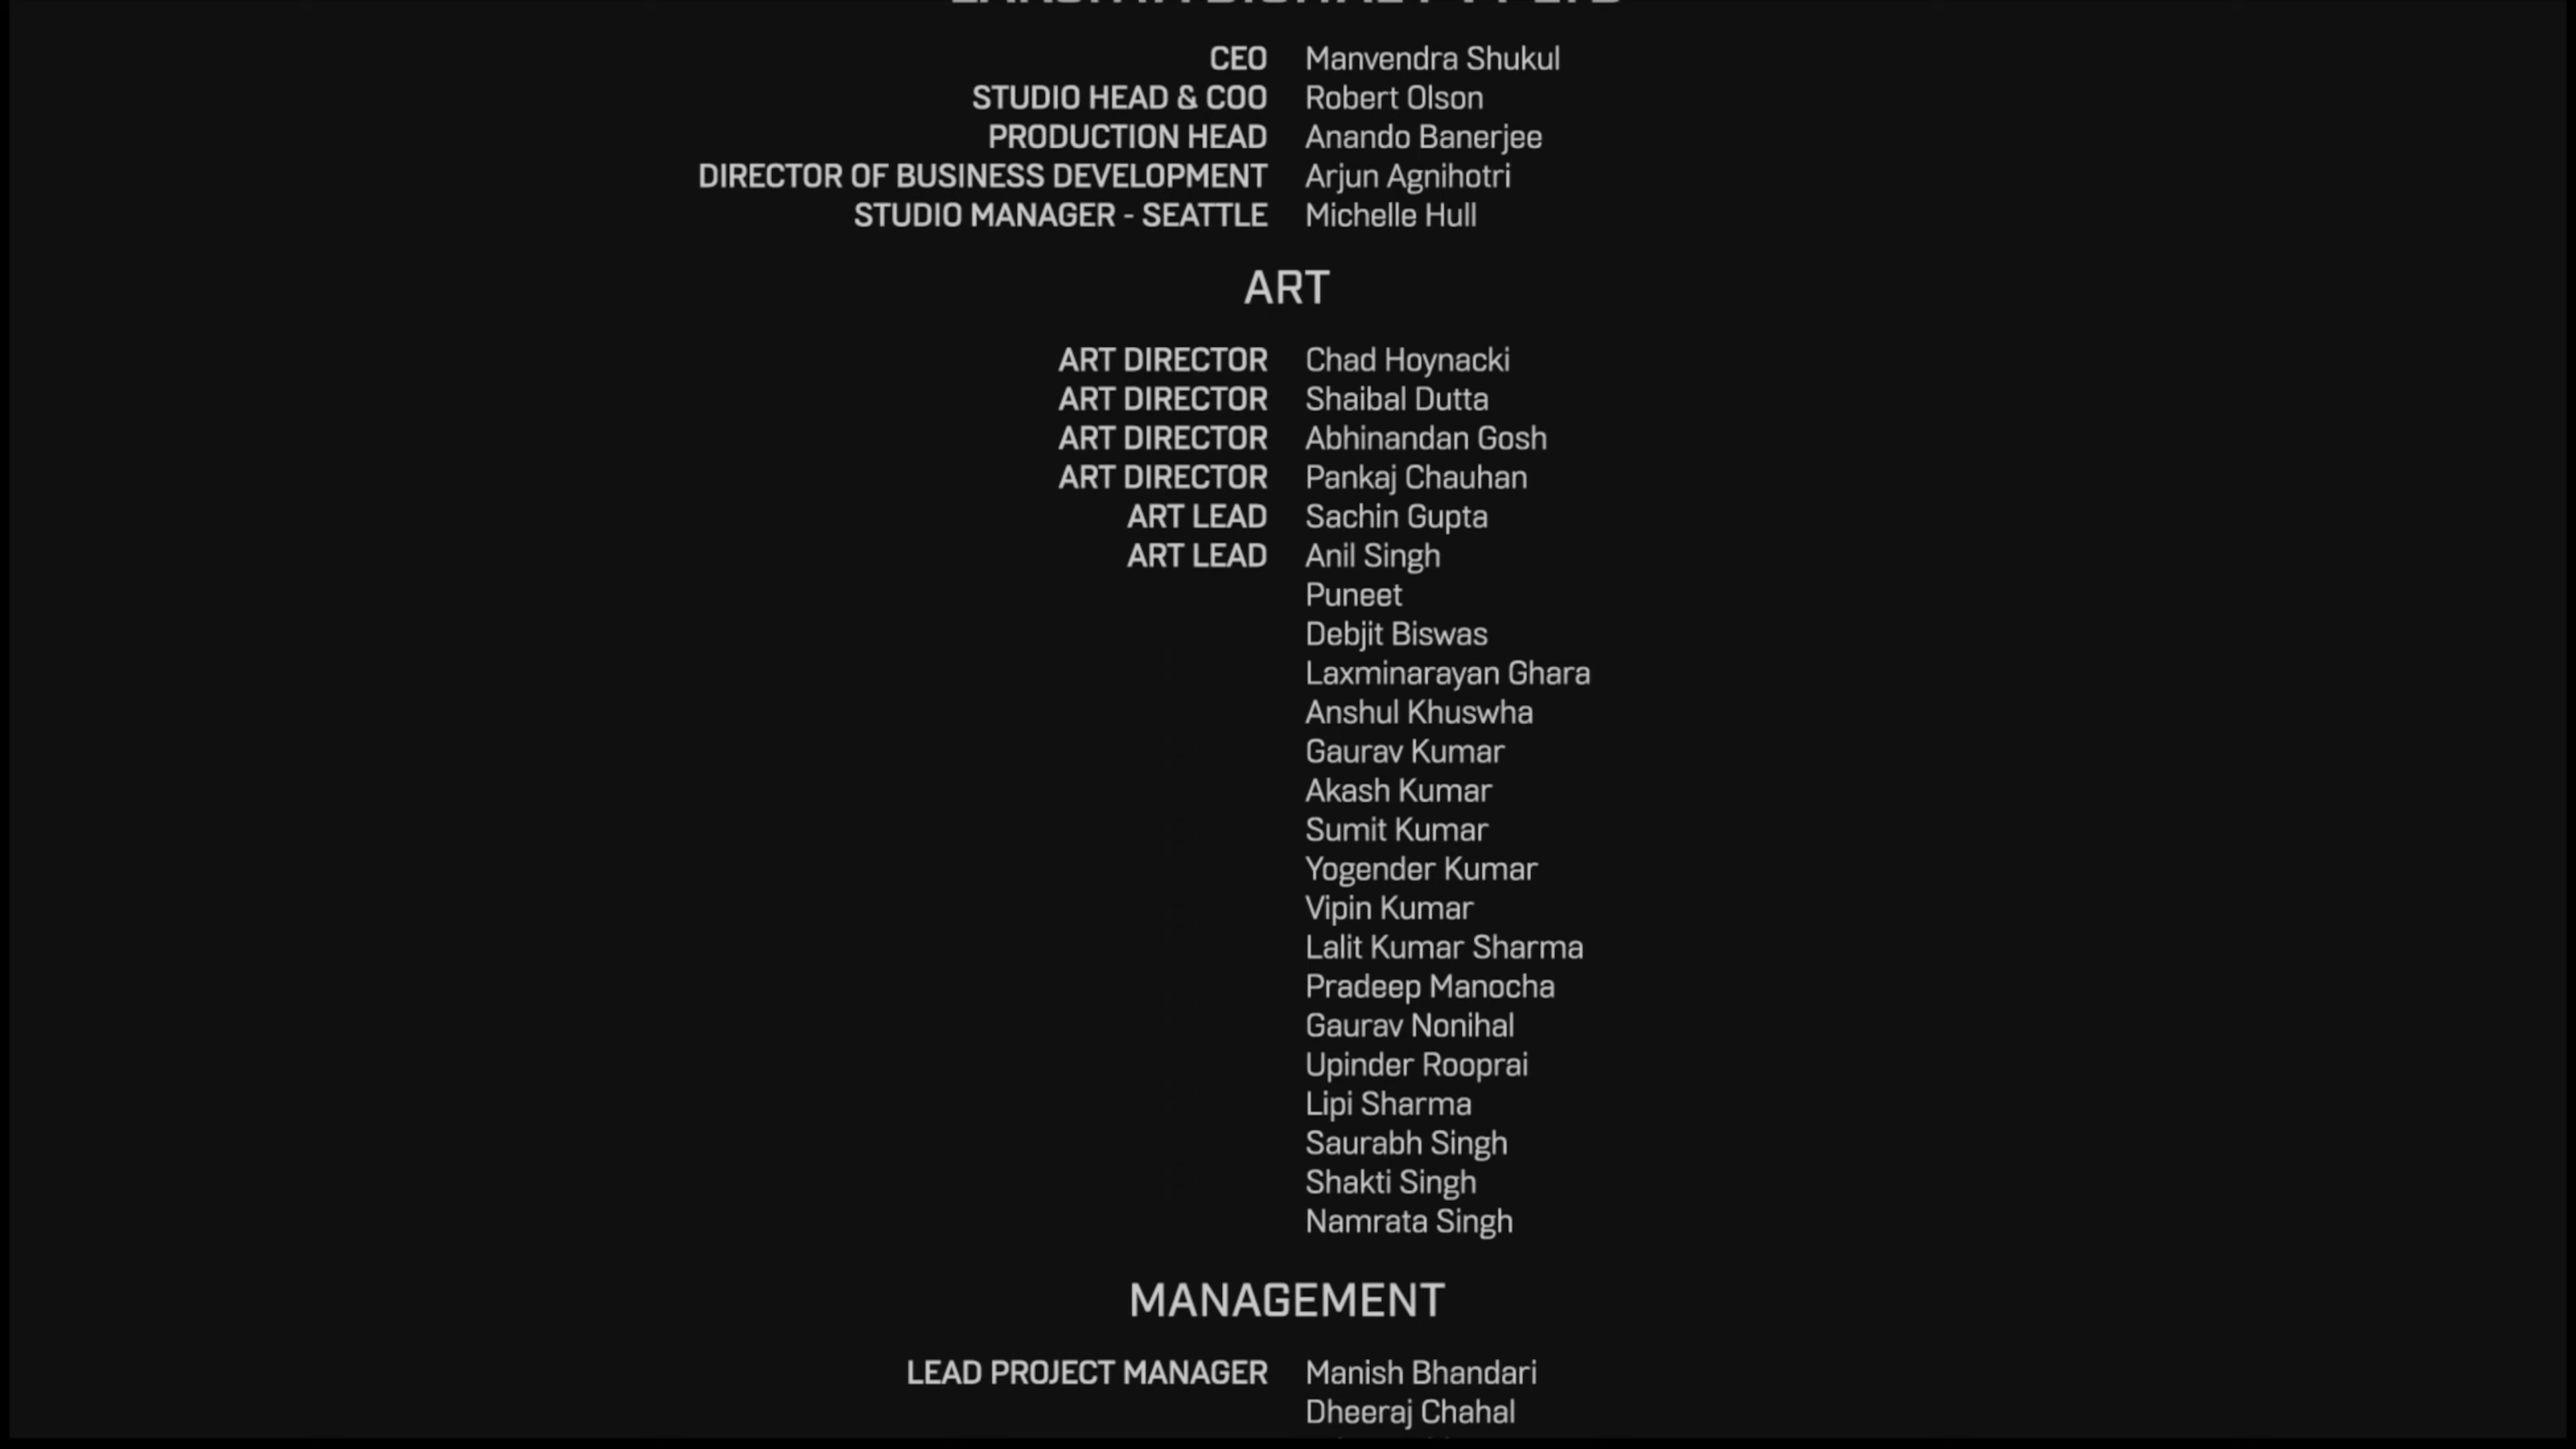 LAKSHYA DIGITAL PVT LTD
CEO Manvendra Shukul
STUDIO HEAD & COO Robert Olson
PRODUCTION HEAD Anando Banerjee
DIRECTOR OF BUSINESS DEVELOPMENT Arjun Agnihotri
STUDIO MANAGER - SEATTLE Michelle Hull
ART
ART DIRECTOR Chad Hoynacki
ART DIRECTOR Shaibal Dutta
ART DIRECTOR Abhinandan Gosh
ART DIRECTOR Pankaj Chauhan
ART LEAD Sachin Gupta
ART LEAD Anil Singh
Puneet
Debjit Biswas
Laxminarayan Ghara
Anshul Khuswha
Gaurav Kumar
Akash Kumar
Sumit Kumar
Yogender Kumar
Vipin Kumar
Lalit Kumar Sharma
Pradeep Manocha
Gaurav Nonihal
Upinder Rooprai
Lipi Sharma
Saurabh Singh
Shakti Singh
Namrata Singh
MANAGEMENT
LEAD PROJECT MANAGER Manish Bhandari
Dheeraj Chahal